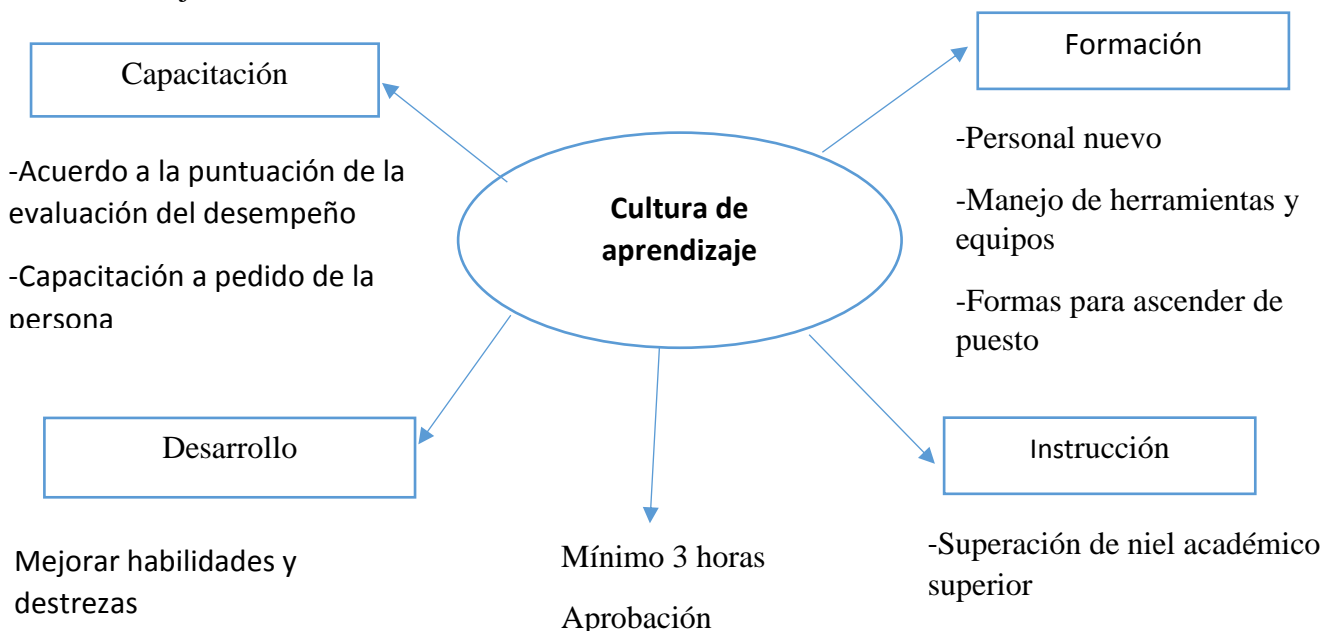 Capacitación
-Acuerdo a la puntuación de la
evaluación del desempeño
-Capacitación a pedido de la
persona
Formación
-Personal nuevo
-Manejo de herramientas y
equipos
-Formas para ascender de
puesto
Cultura de
aprendizaje
Desarrollo
Mejorar habilidades y
destrezas
Mínimo 3 horas
Aprobación
Instrucción
-Superación de niel académico
superior